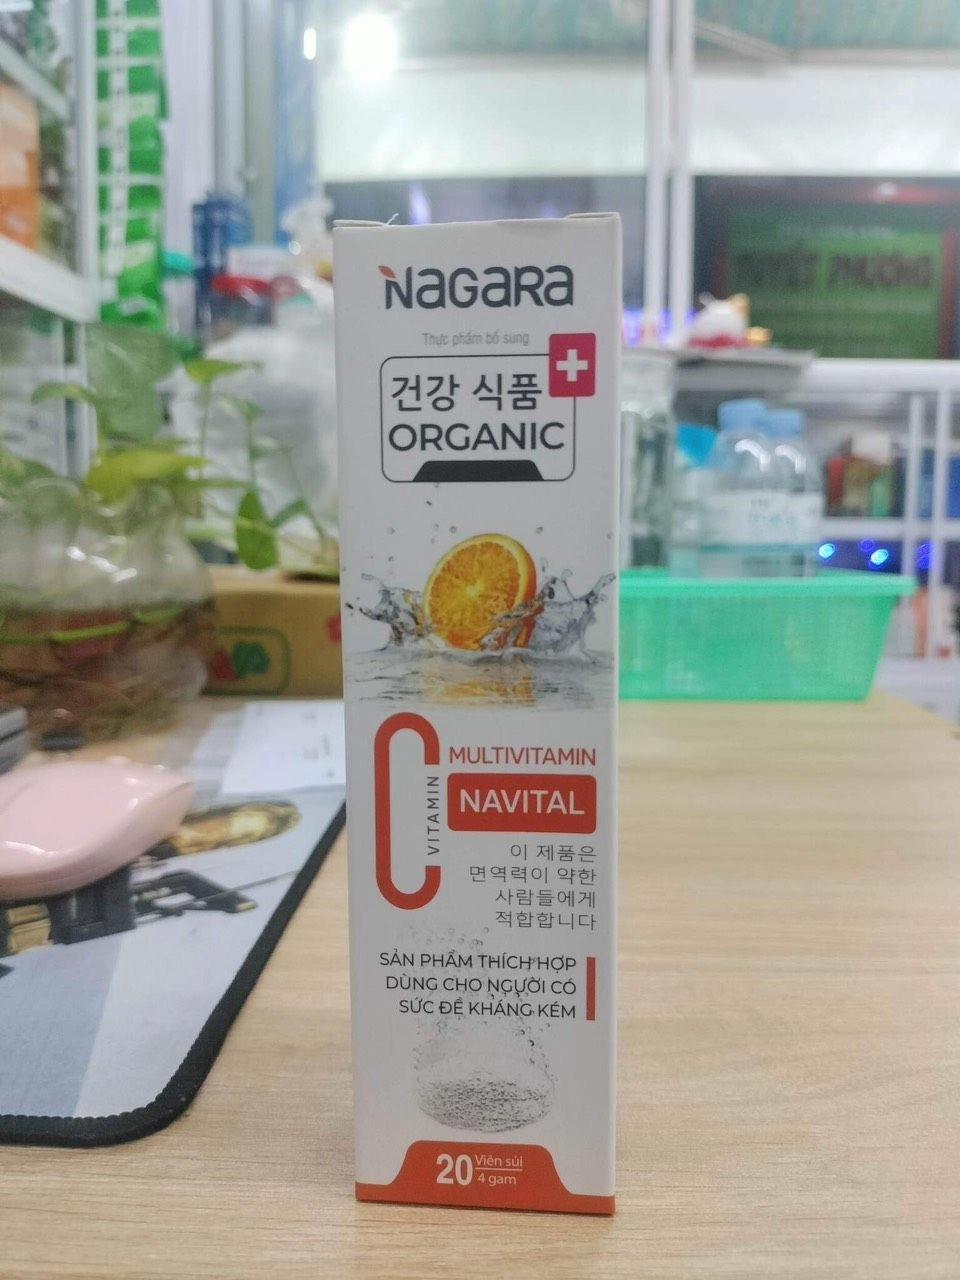 NAGARA
Thực phẩm bổ sung
건강 식품
ORGANIC
VITAMIN
MULTIVITAMIN
NAVITAL
이 제품은
면역력이 약한
사람들에게
적합합니다
SẢN PHẨM THÍCH HỢP
DÙNG CHO NGƯỜI CÓ
SỨC ĐỀ KHÁNG KÉM
20 Viên sủi
4 gam